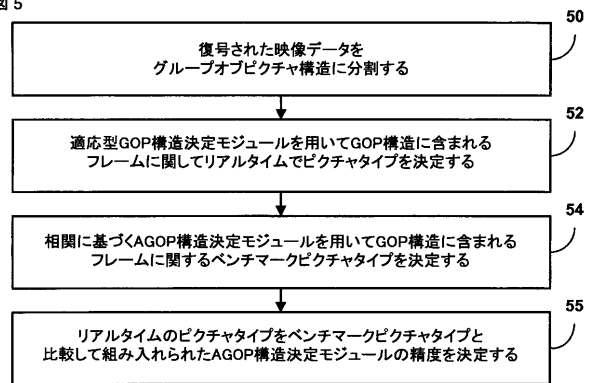 図 5
50
復号された映像データを
グループオブピクチャ構造に分割する
52
適応型GOP構造決定モジュールを用いてGOP構造に含まれる
フレームに関してリアルタイムでピクチャタイプを決定する
54
相関に基づくAGOP構造決定モジュールを用いてGOP構造に含まれる
フレームに関するベンチマークピクチャタイプを決定する
55
リアルタイムのピクチャタイプをベンチマークピクチャタイプと
比較して組み入れられたAGOP構造決定モジュールの精度を決定する